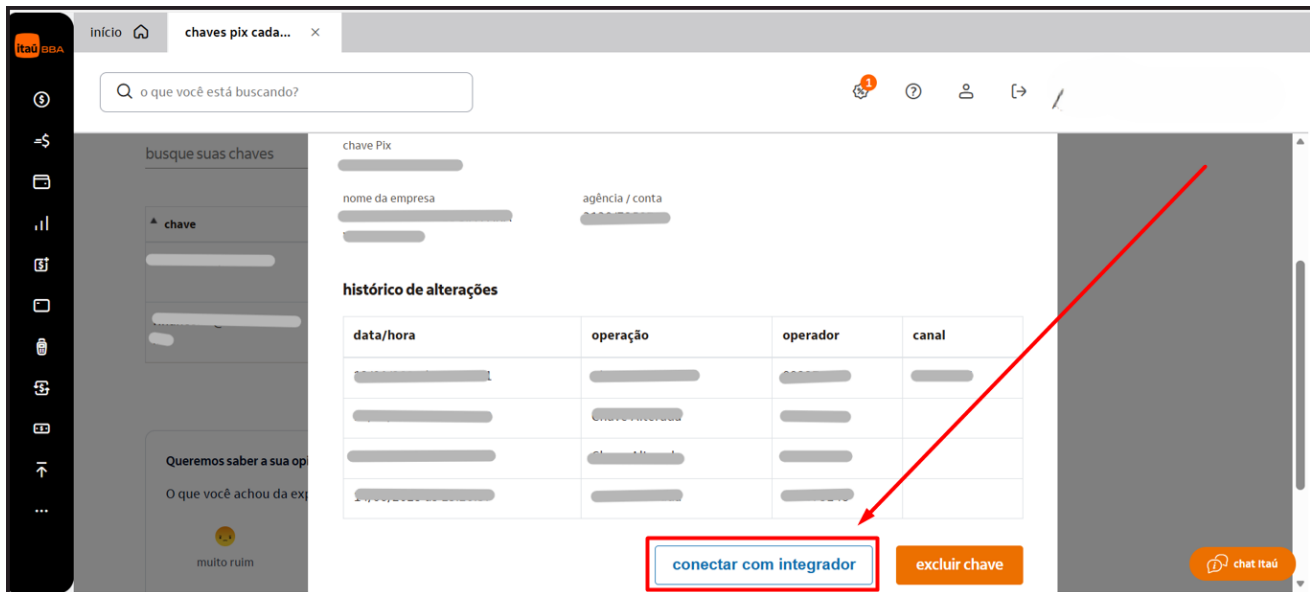 início
chaves pix cada...
itaú BBA
o que você está buscando?
1
busque suas chaves
chave
chave Pix
nome da empresa
agência / conta
histórico de alterações
data/hora
operação
operador
canal
Queremos saber a sua opi
O que você achou da exp
muito ruim
conectar com integrador
excluir chave
chat Itaú